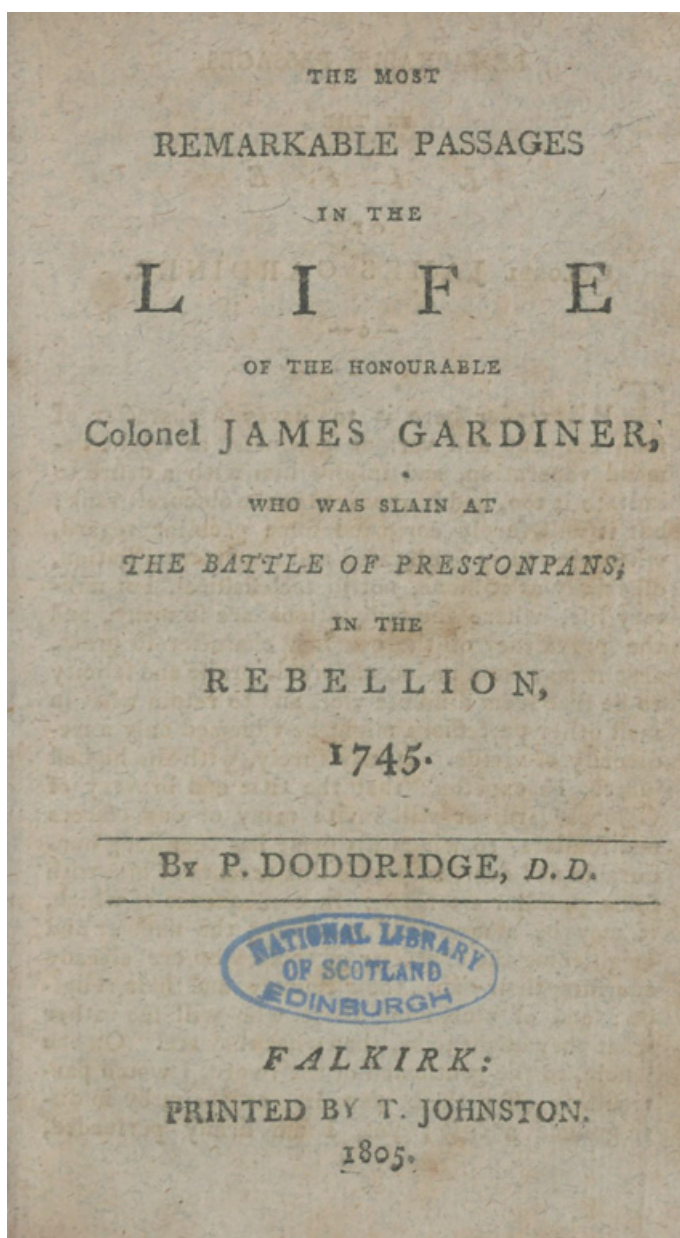 THE MOST
REMARKABLE PASSAGES
IN THE
LIFE
OF THE HONOURABLE
Colonel JAMES GARDINER,
WHO WAS SLAIN AT
THE BATTLE OF PRESTONPANS,
IN THE
REBELLION,
1745.
By P. DODDRIDGE, D. D.
NATIONAL LIBRARY
OF SCOTLAND
EDINBURGH
FALKIRK:
PRINTED BY T. JOHNSTON.
1805.